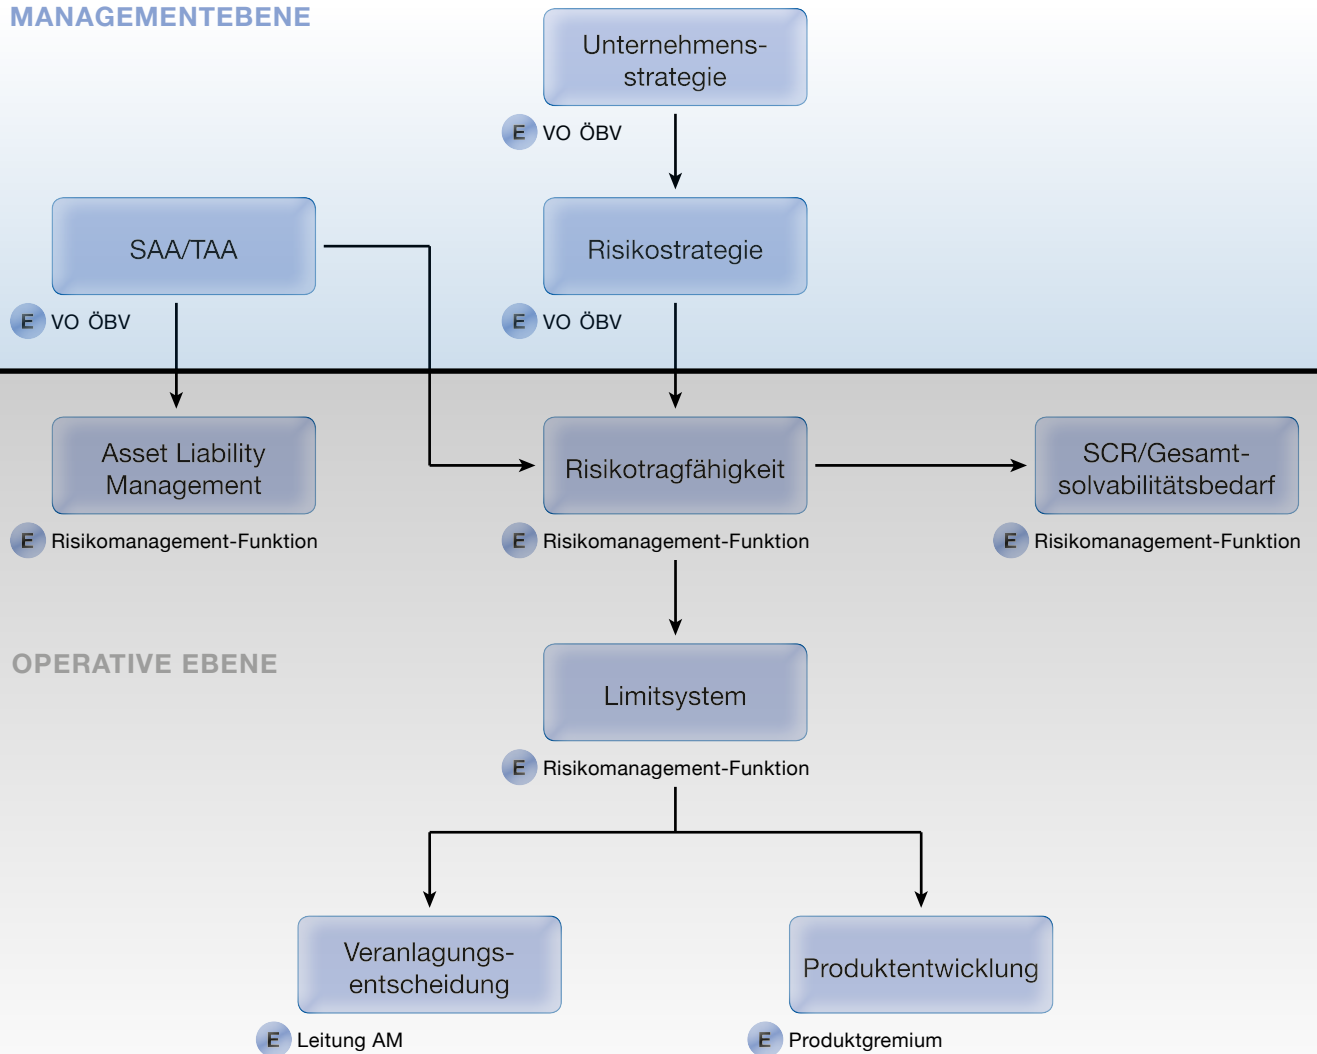 MANAGEMENTEBENE
Unternehmens-
strategie
E VO ÖBV
SAA/TAA
Risikostrategie
E VO ÖBV
E VO ÖBV
Asset Liability
Management
Risikotragfähigkeit
SCR/Gesamt-
solvabilitätsbedarf
E Risikomanagement-Funktion
E Risikomanagement-Funktion
E Risikomanagement-Funktion
OPERATIVE EBENE
Limitsystem
E Risikomanagement-Funktion
Veranlagungs-
entscheidung
Produktentwicklung
E Leitung AM
E Produktgremium